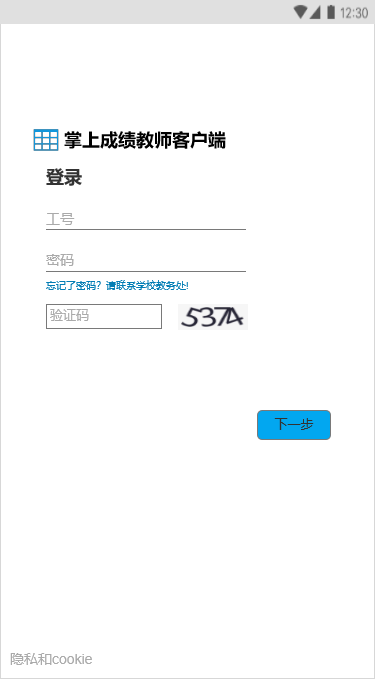 12:30
掌上成绩教师客户端
登录
工号
密码
忘记了密码？请联系学校教务处!
验证码
537A
下一步
隐私和cookie